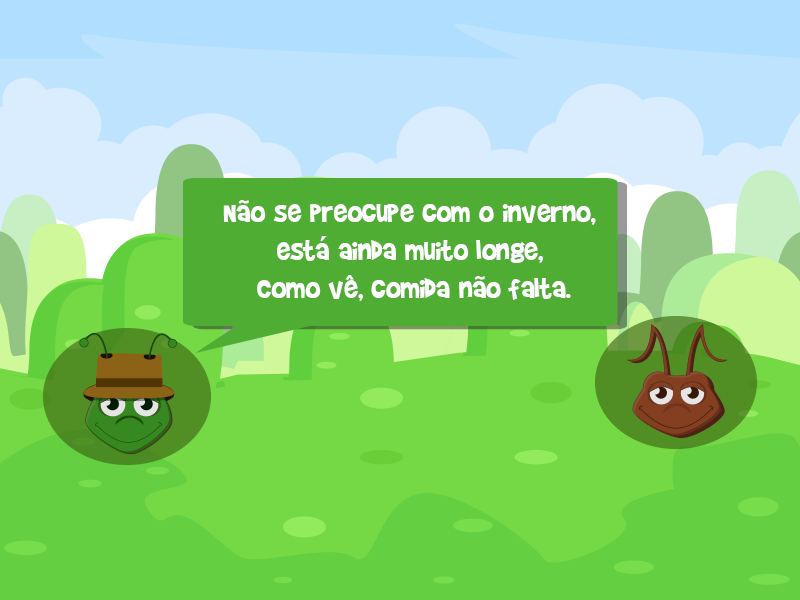 Não se preocupe com o inverno,
está ainda muito longe,
como vê, comida não falta.